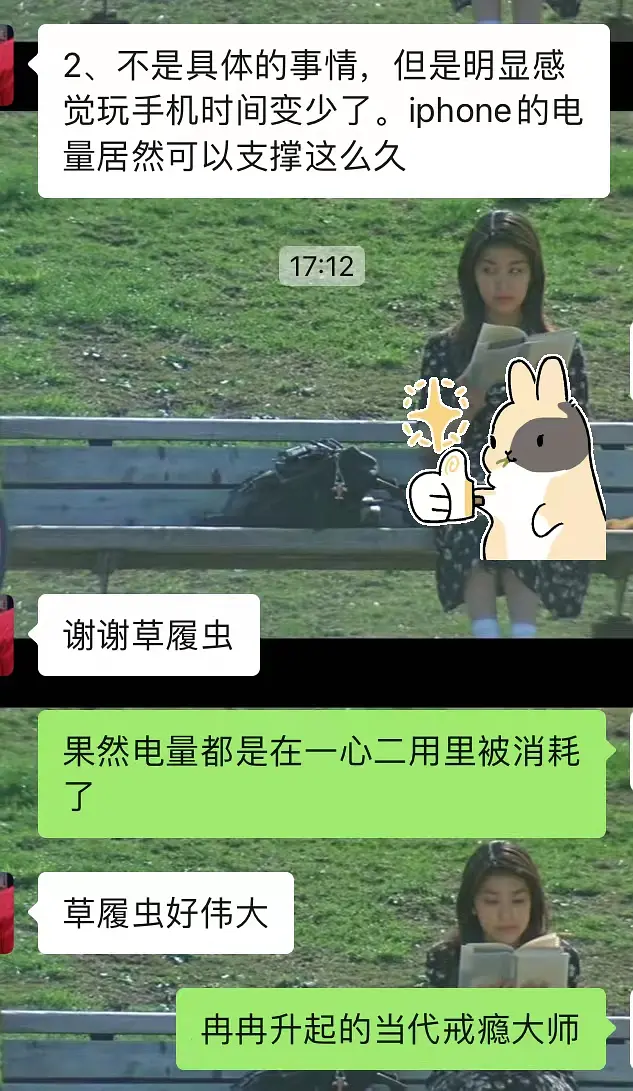 2、不是具体的事情，但是明显感
觉玩手机时间变少了。iphone的电
量居然可以支撑这么久
17:12
谢谢草履虫
果然电量都是在一心二用里被消耗
了
草履虫好伟大
冉冉升起的当代戒瘾大师